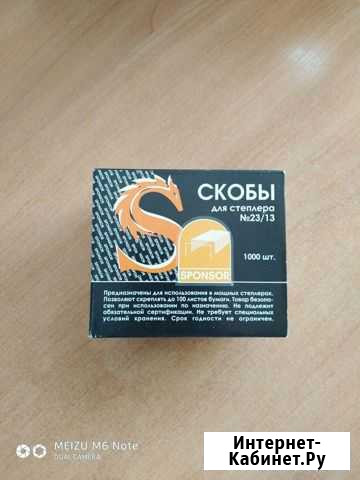 СКОБЫ
для степлера
№23/13
1000 шт.
SPONSOR
Предназначены для использования в мощных степлерах.
Позволяют скреплять до 100 листов бумаги. Товар безопа-
сен при использовании по назначению. Не подлежит
обязательной сертификации. Не требует специальных
условий хранения. Срок годности не ограничен.
MEIZU M6 Note
DUAL CAMERA
Интернет-
Кабинет.Ру